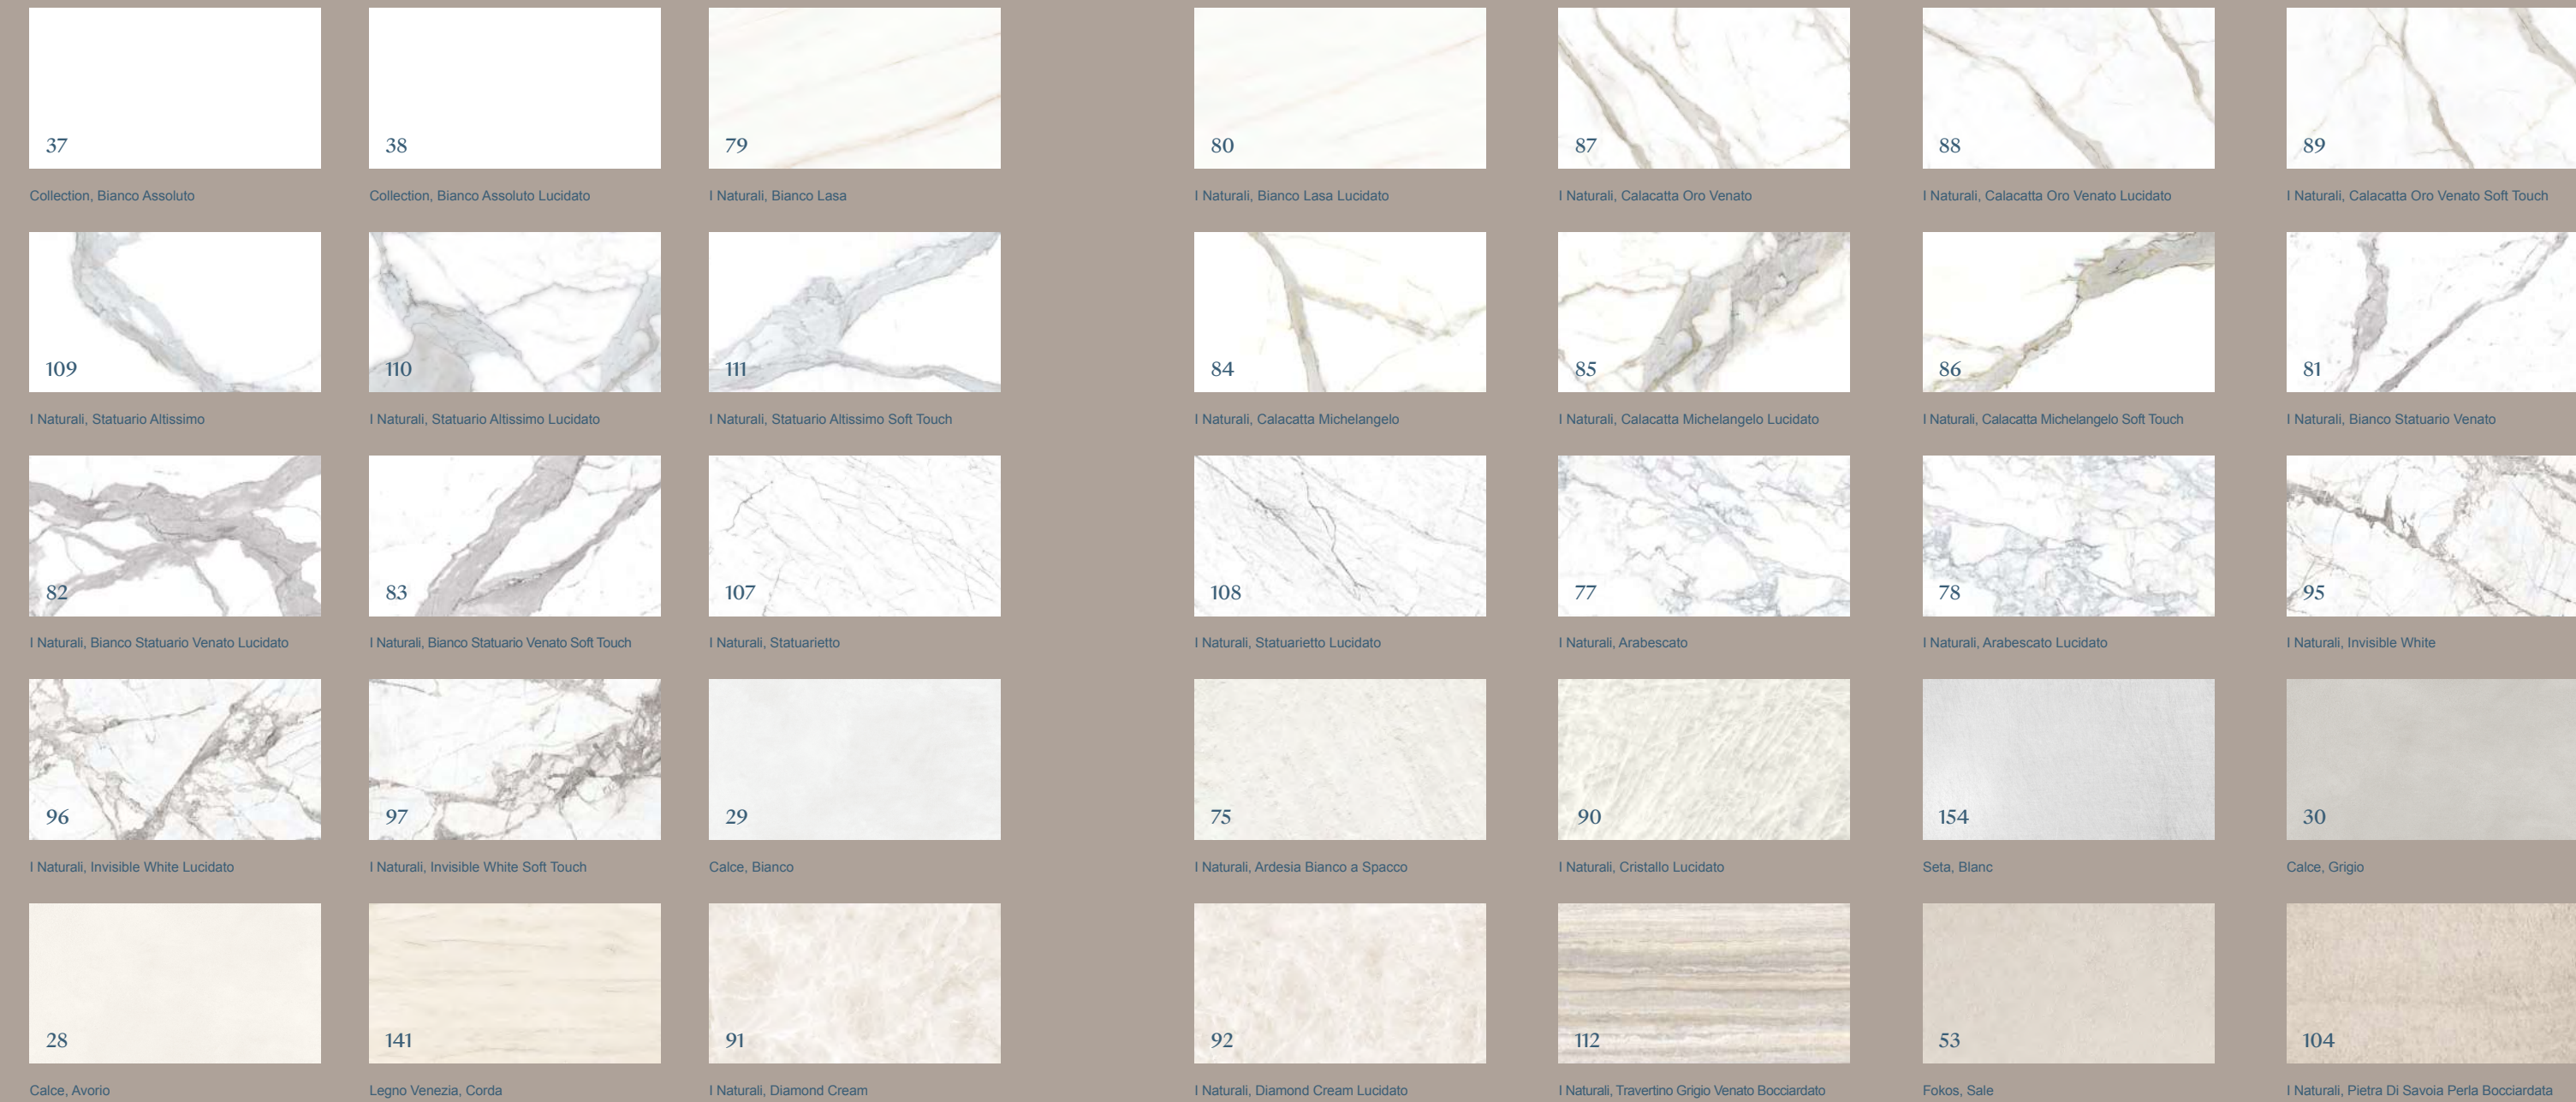 37 38 79 80 87 88 89
Collection, Bianco Assoluto Collection, Bianco Assoluto Lucidato I Naturali, Bianco Lasa I Naturali, Bianco Lasa Lucidato I Naturali, Calacatta Oro Venato I Naturali, Calacatta Oro Venato Lucidato I Naturali, Calacatta Oro Venato Soft Touch
109 110 111 84 85 86 81
I Naturali, Statuario Altissimo I Naturali, Statuario Altissimo Lucidato I Naturali, Statuario Altissimo Soft Touch I Naturali, Calacatta Michelangelo I Naturali, Calacatta Michelangelo Lucidato I Naturali, Calacatta Michelangelo Soft Touch I Naturali, Bianco Statuario Venato
82 83 107 108 77 78 95
I Naturali, Bianco Statuario Venato Lucidato I Naturali, Bianco Statuario Venato Soft Touch I Naturali, Statuarietto I Naturali, Statuarietto Lucidato I Naturali, Arabescato I Naturali, Arabescato Lucidato I Naturali, Invisible White
96 97 29 75 90 154 30
I Naturali, Invisible White Lucidato I Naturali, Invisible White Soft Touch Calce, Bianco I Naturali, Ardesia Bianco a Spacco I Naturali, Cristallo Lucidato Seta, Blanc Calce, Grigio
28 141 91 92 112 53 104
Calce, Avorio Legno Venezia, Corda I Naturali, Diamond Cream I Naturali, Diamond Cream Lucidato I Naturali, Travertino Grigio Venato Bocciardato Fokos, Sale I Naturali, Pietra Di Savoia Perla Bocciardata